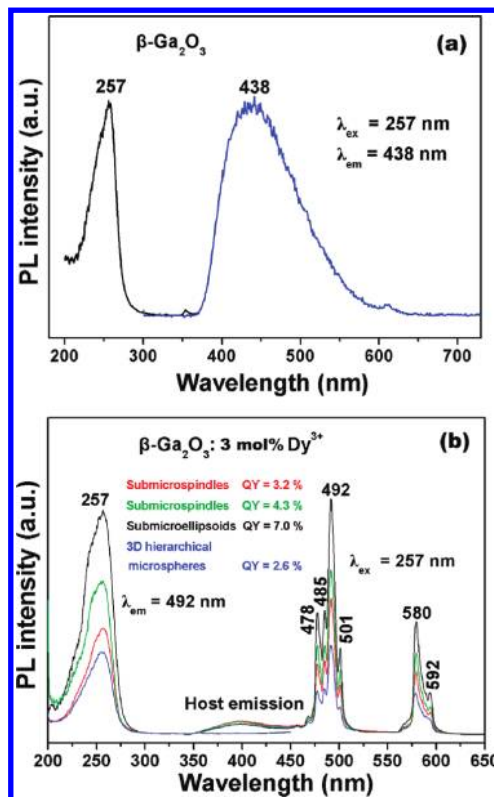 β-Ga2O3
(a)
257
438
λex = 257 nm
λem = 438 nm
PL intensity (a.u.)
200 300 400 500 600 700
Wavelength (nm)
β-Ga2O3: 3 mol% Dy3+
(b)
257
Submicrospindles QY = 3.2 %
Submicrospindles QY = 4.3 %
Submicroellipsoids QY = 7.0 %
3D hierarchical
microspheres QY = 2.6 %
λem = 492 nm
492
λex = 257 nm
478
485
501
580
592
Host emission
PL intensity (a.u.)
200 250 300 350 400 450 500 550 600 650
Wavelength (nm)